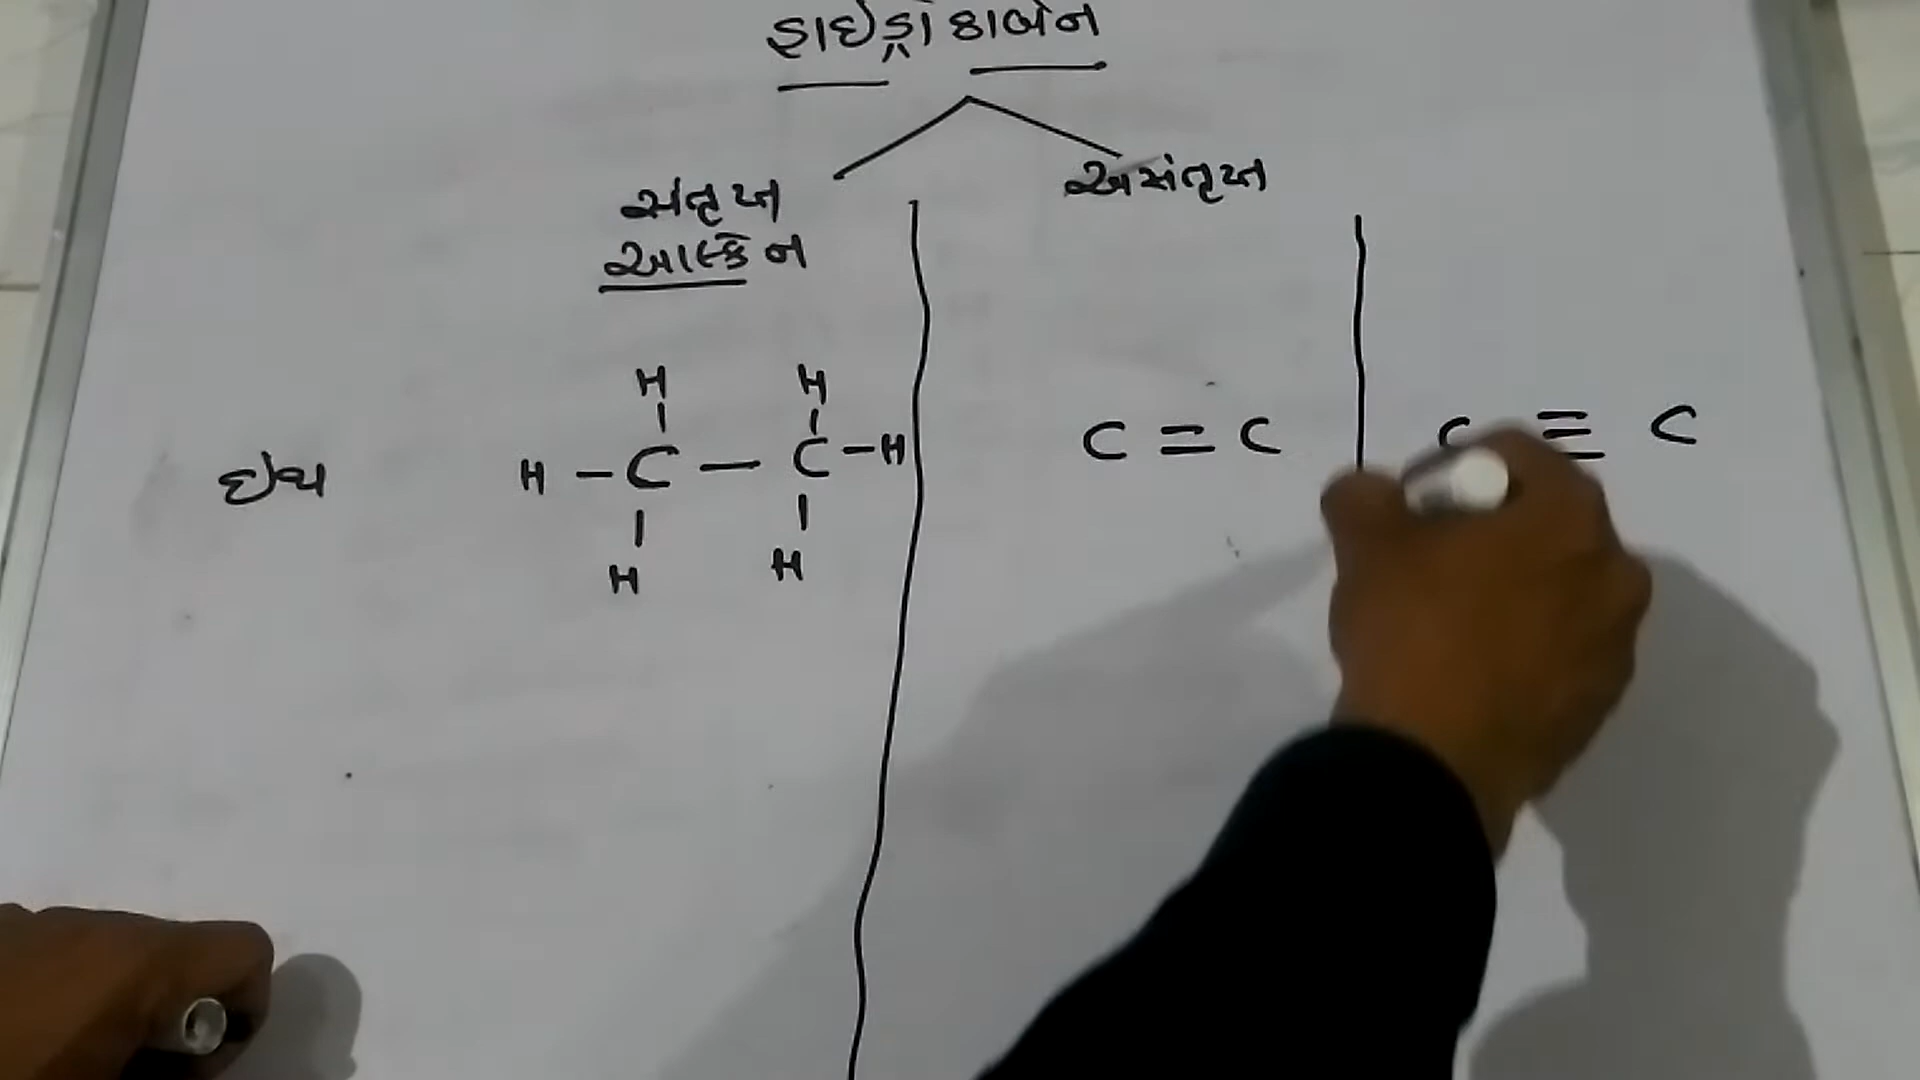 હાઇડ્રોકાર્બન
સંતૃપ્ત
અસંતૃપ્ત
આલ્કેન
H H
ઇથ H – C — C – H
H H
C = C
C ≡ C